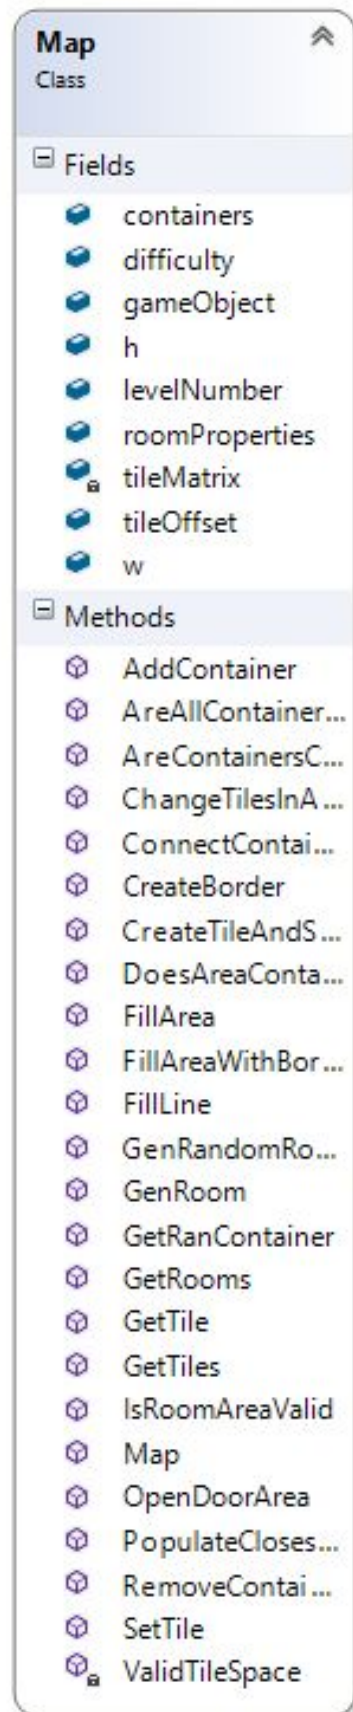 Map
Class
Fields
containers
difficulty
gameObject
h
levelNumber
roomProperties
tileMatrix
tileOffset
w
Methods
AddContainer
AreAllContainer...
AreContainersC...
ChangeTilesInA...
ConnectContai...
CreateBorder
CreateTileAndS...
DoesAreaConta...
FillArea
FillAreaWithBor...
FillLine
GenRandomRo...
GenRoom
GetRanContainer
GetRooms
GetTile
GetTiles
IsRoomAreaValid
Map
OpenDoorArea
PopulateCloses...
RemoveContai...
SetTile
ValidTileSpace